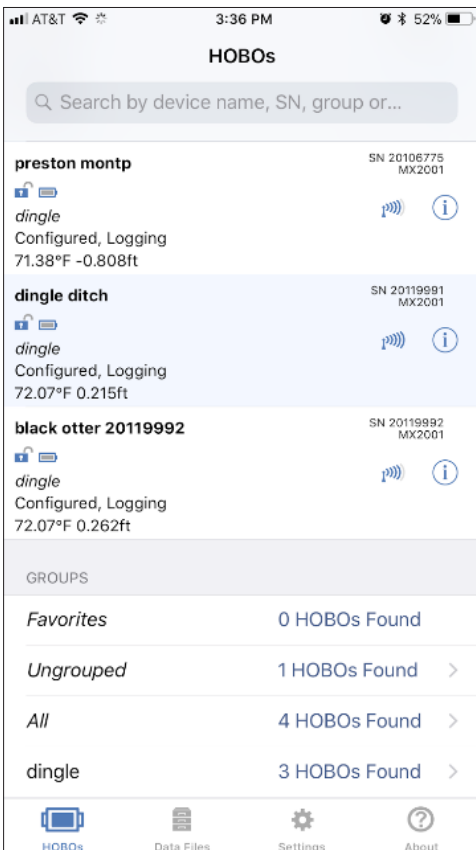 AT&T 3:36 PM 52%
HOBOs
Search by device name, SN, group or...
preston montp SN 20106775
MX2001
dingle
Configured, Logging
71.38°F -0.808ft
dingle ditch SN 20119991
MX2001
dingle
Configured, Logging
72.07°F 0.215ft
black otter 20119992 SN 20119992
MX2001
dingle
Configured, Logging
72.07°F 0.262ft
GROUPS
Favorites 0 HOBOs Found
Ungrouped 1 HOBOs Found
All 4 HOBOs Found
dingle 3 HOBOs Found
HOBOs Data Files Settings About